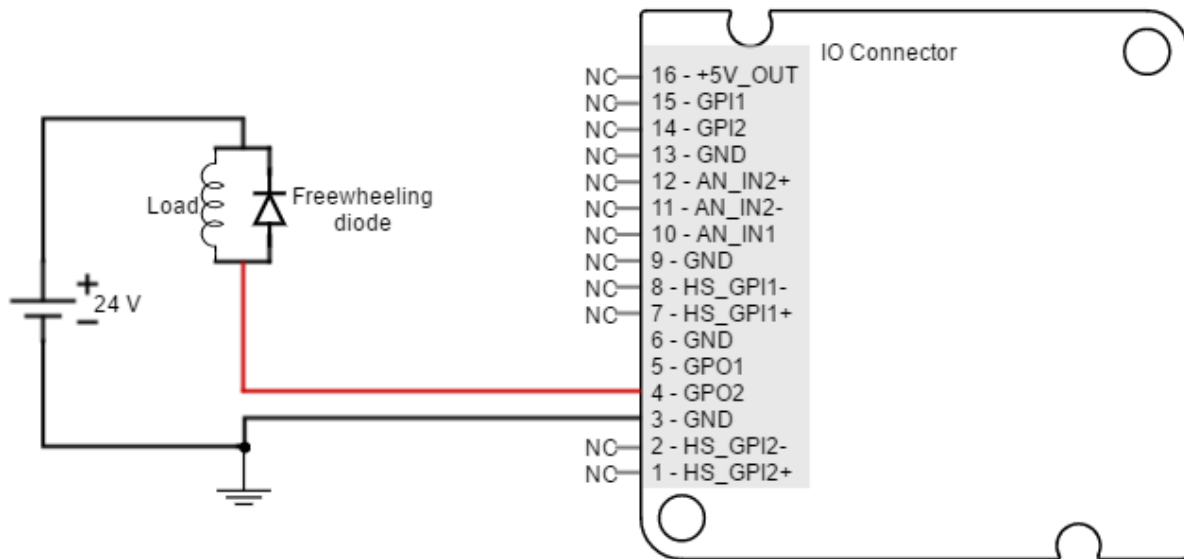 IO Connector
NC 16 - +5V_OUT
NC 15 - GPI1
NC 14 - GPI2
NC 13 - GND
NC 12 - AN_IN2+
NC 11 - AN_IN2-
NC 10 - AN_IN1
NC 9 - GND
NC 8 - HS_GPI1-
NC 7 - HS_GPI1+
6 - GND
5 - GPO1
4 - GPO2
3 - GND
NC 2 - HS_GPI2-
NC 1 - HS_GPI2+
Load
Freewheeling
diode
+
24 V
−